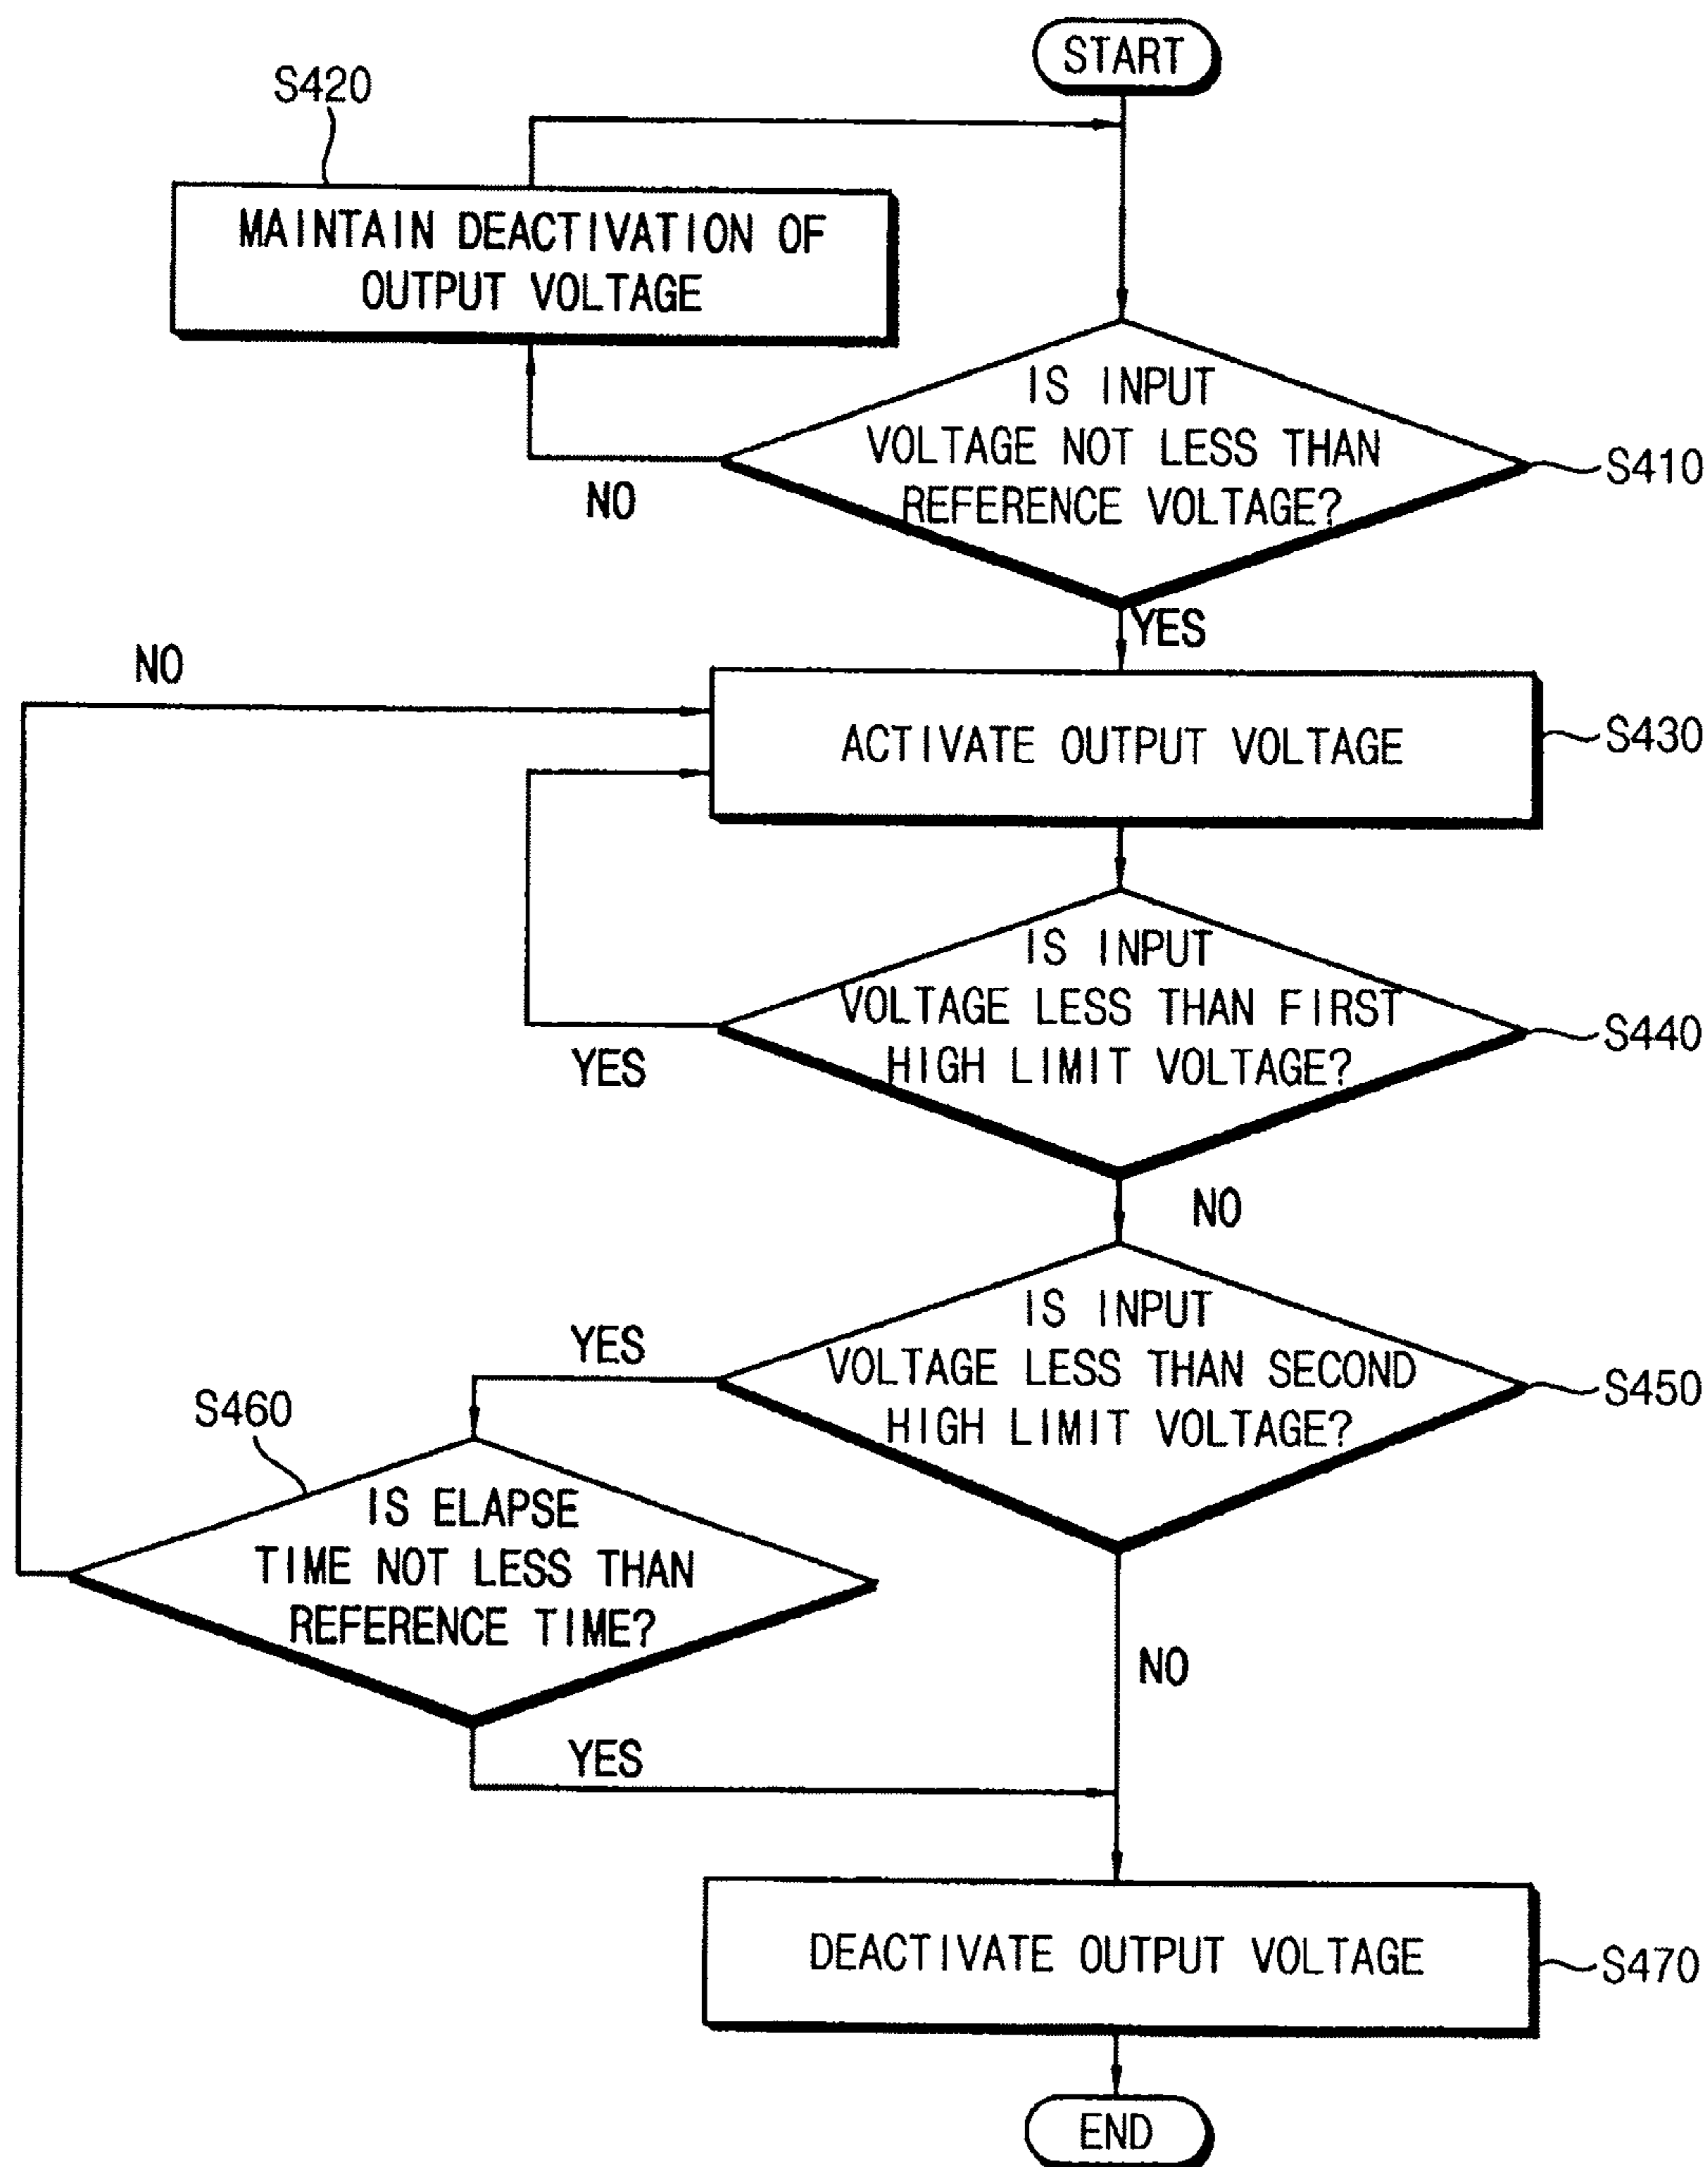 START
S420
MAINTAIN DEACTIVATION OF
OUTPUT VOLTAGE
IS INPUT
VOLTAGE NOT LESS THAN
REFERENCE VOLTAGE?
S410
NO
YES
NO
ACTIVATE OUTPUT VOLTAGE
S430
IS INPUT
VOLTAGE LESS THAN FIRST
HIGH LIMIT VOLTAGE?
S440
YES
NO
IS INPUT
VOLTAGE LESS THAN SECOND
HIGH LIMIT VOLTAGE?
S450
YES
S460
IS ELAPSE
TIME NOT LESS THAN
REFERENCE TIME?
NO
YES
DEACTIVATE OUTPUT VOLTAGE
S470
END